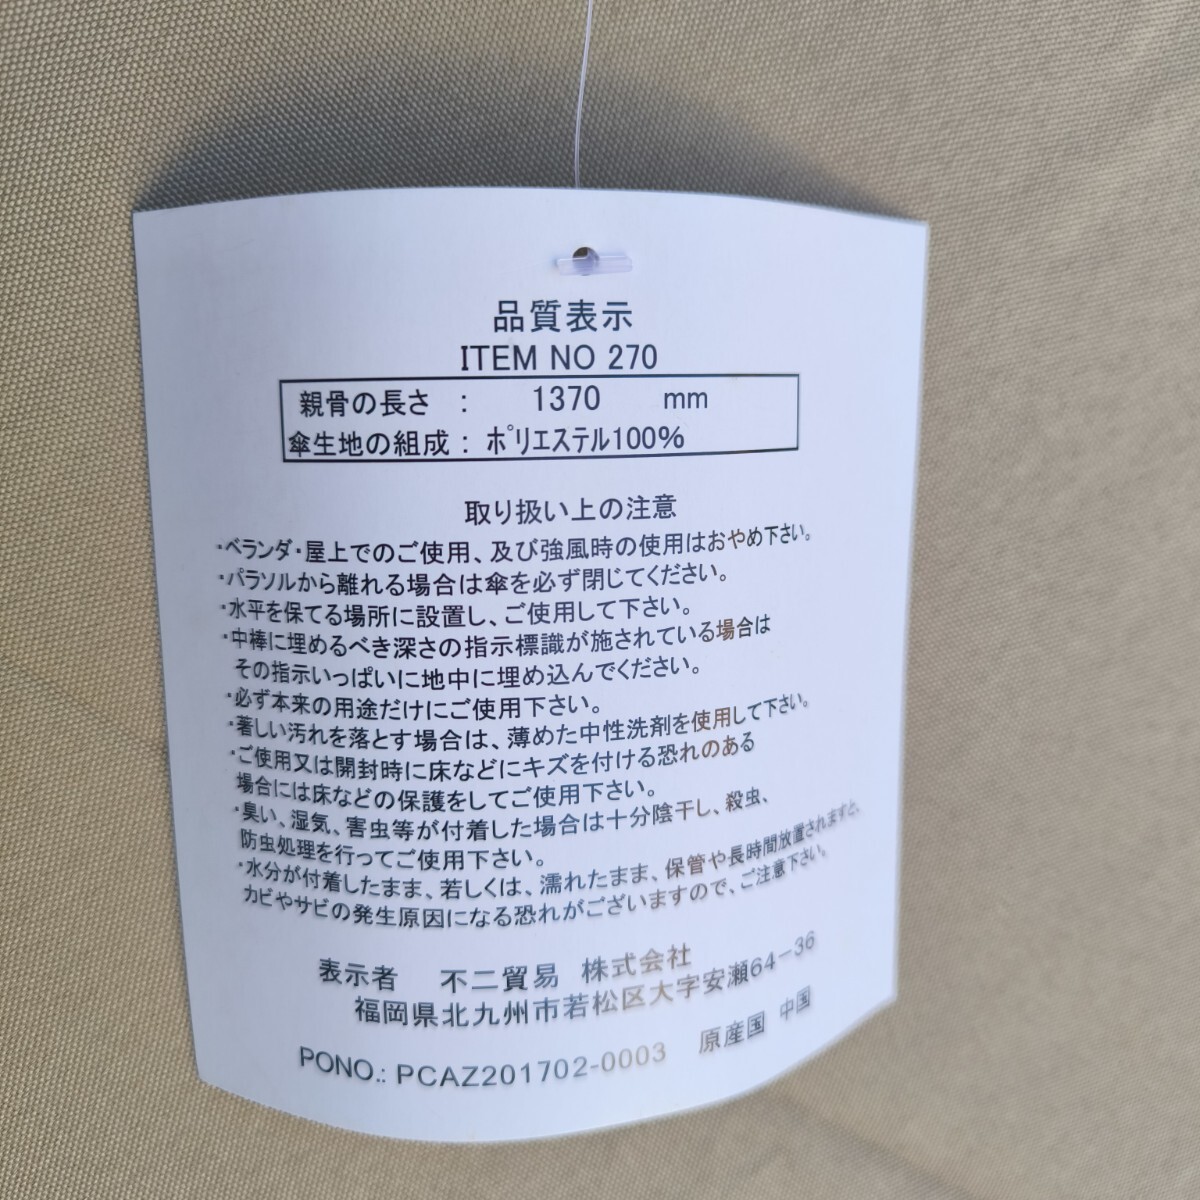 品質表示
ITEM NO 270
親骨の長さ : 1370 mm
傘生地の組成 : ポリエステル100%
取り扱い上の注意
・ベランダ・屋上でのご使用、及び強風時の使用はおやめ下さい。
・パラソルから離れる場合は傘を必ず閉じてください。
・水平を保てる場所に設置し、ご使用して下さい。
・中棒に埋めるべき深さの指示標識が施されている場合は
その指示いっぱいに地中に埋め込んでください。
・必ず本来の用途だけにご使用下さい。
・著しい汚れを落とす場合は、薄めた中性洗剤を使用して下さい。
・ご使用又は開封時に床などにキズを付ける恐れのある
場合には床などの保護をしてご使用下さい。
・臭い、湿気、害虫等が付着した場合は十分陰干し、殺虫、
防虫処理を行ってご使用下さい。
・水分が付着したまま、若しくは、濡れたまま、保管や長時間放置されますと、
カビやサビの発生原因になる恐れがございますので、ご注意下さい。
表示者 不二貿易 株式会社
福岡県北九州市若松区大字安瀬64-36
PONO.: PCAZ201702-0003 原産国 中国